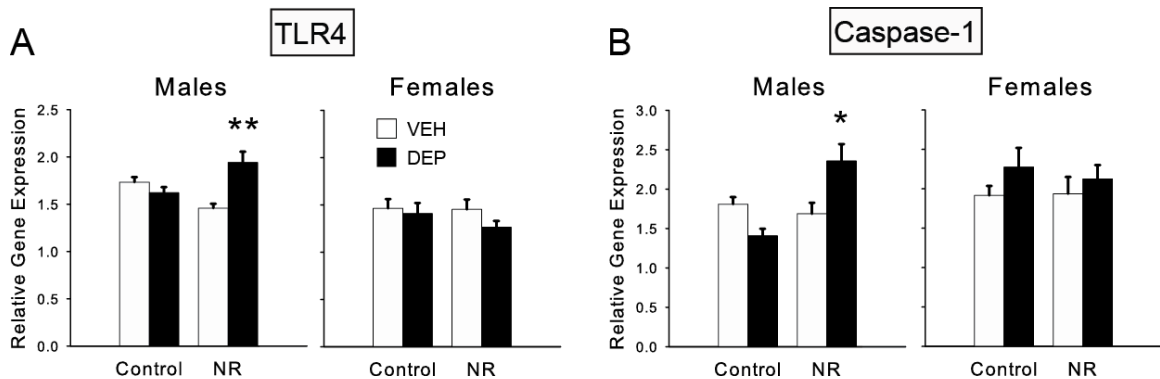 A
TLR4
Males
Females
Relative Gene Expression
2.5
2.0
1.5
1.0
0.5
0.0
**
VEH
DEP
Control NR
Control NR
B
Caspase-1
Males
Females
Relative Gene Expression
3.0
2.5
2.0
1.5
1.0
0.5
0.0
*
Control NR
Control NR